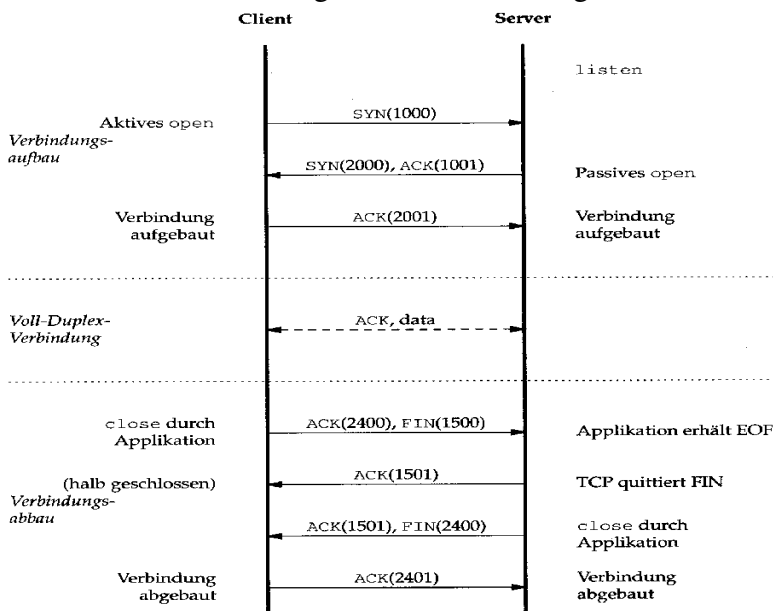 Client Server
listen
SYN(1000)
Aktives open
Verbindungs-
aufbau
SYN(2000), ACK(1001)
Passives open
Verbindung
aufgebaut
ACK(2001)
Verbindung
aufgebaut
Voll-Duplex-
Verbindung
ACK, data
close durch
Applikation
ACK(2400), FIN(1500)
Applikation erhält EOF
(halb geschlossen)
Verbindungs-
abbau
ACK(1501)
TCP quittiert FIN
ACK(1501), FIN(2400)
close durch
Applikation
Verbindung
abgebaut
ACK(2401)
Verbindung
abgebaut